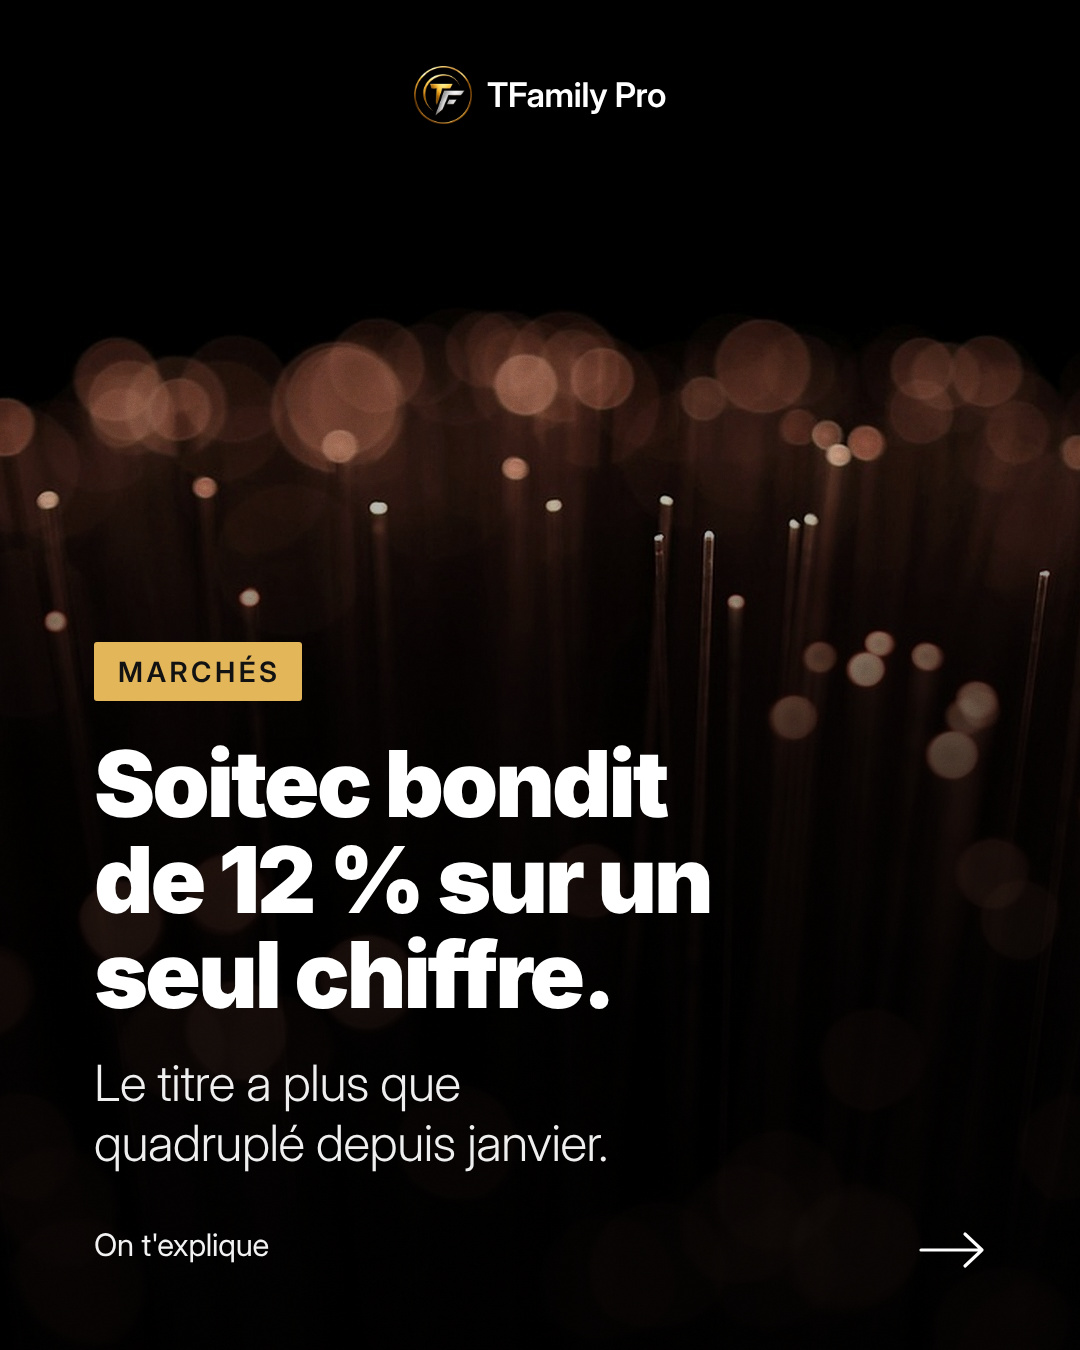 TFamily Pro
MARCHÉS
Soitec bondit
de 12 % sur un
seul chiffre.
Le titre a plus que
quadruplé depuis janvier.
On t'explique